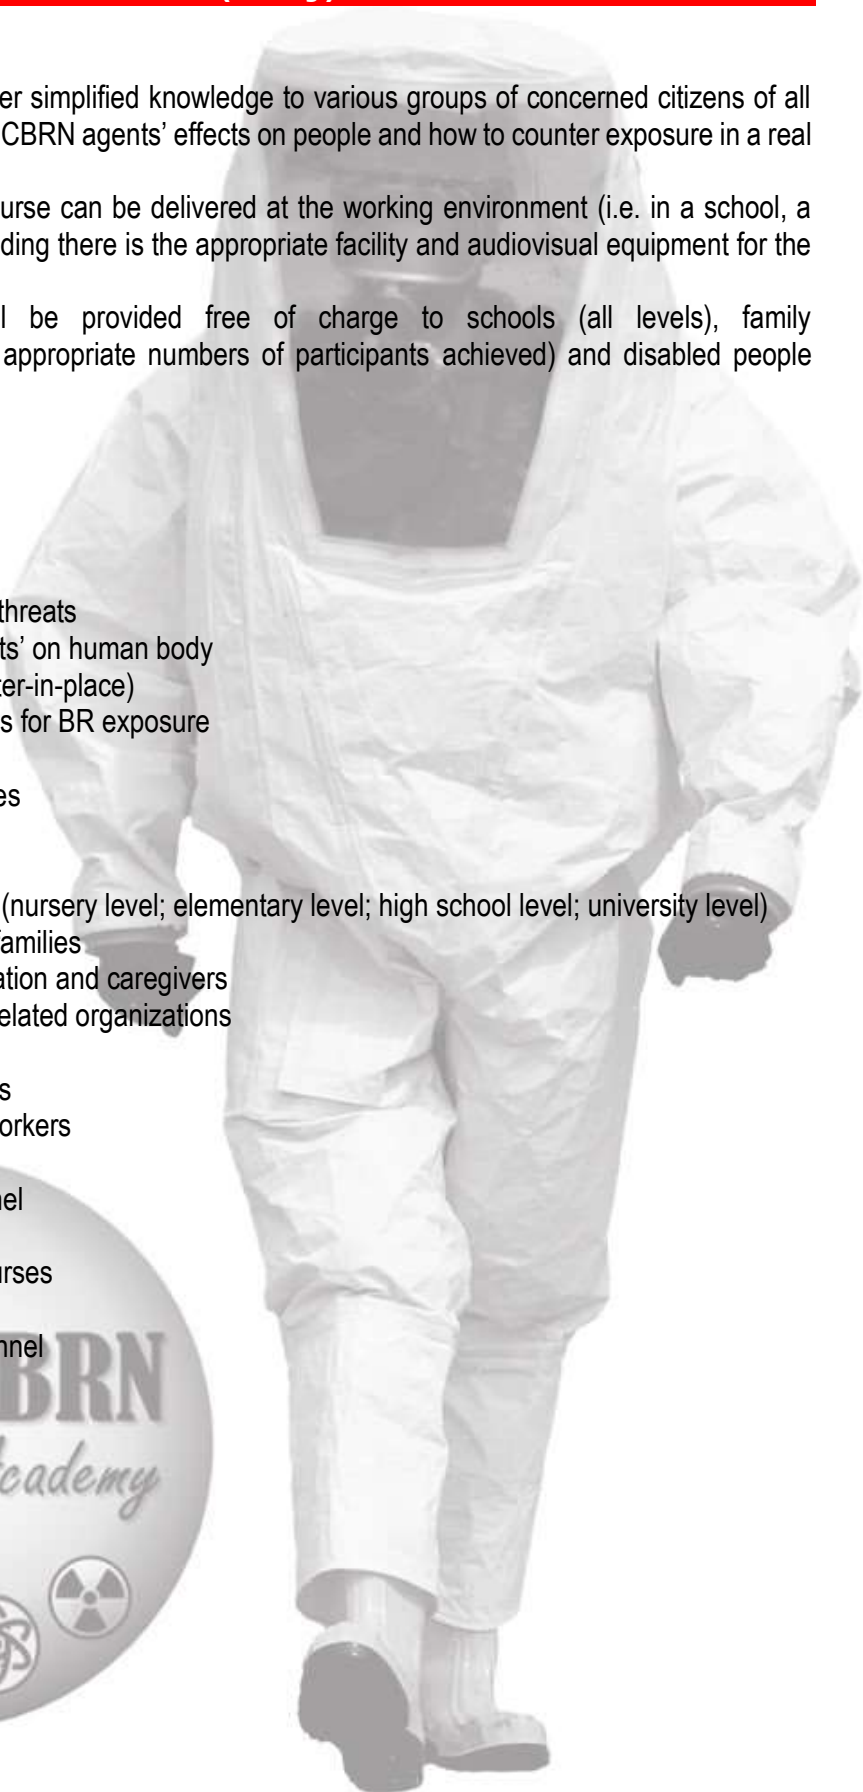 er simplified knowledge to various groups of concerned citizens of all
CBRN agents’ effects on people and how to counter exposure in a real
urse can be delivered at the working environment (i.e. in a school, a
ding there is the appropriate facility and audiovisual equipment for the
l be provided free of charge to schools (all levels), family
appropriate numbers of participants achieved) and disabled people
threats
ts’ on human body
ter-in-place)
s for BR exposure
es
(nursery level; elementary level; high school level; university level)
families
ation and caregivers
elated organizations
s
orkers
nel
urses
nnel
BRN
cademy